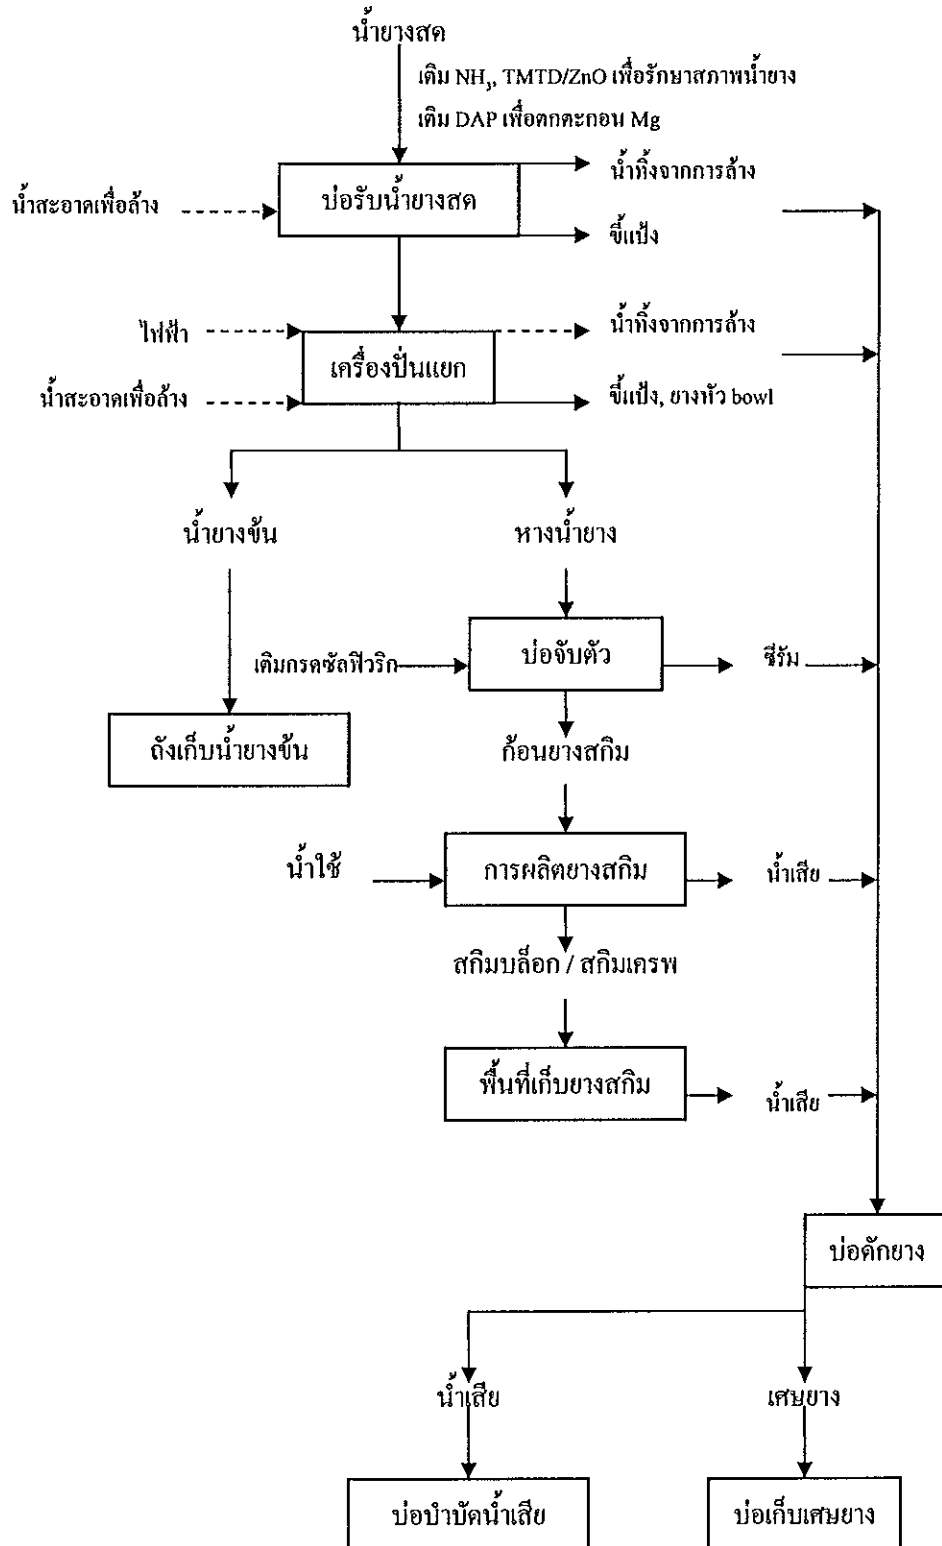 น้ำยางสด
เติม NH₃, TMTD/ZnO เพื่อรักษาสภาพน้ำยาง
เติม DAP เพื่อตกตะกอน Mg
น้ำทิ้งจากการล้าง
น้ำสะอาดเพื่อล้าง
บ่อรับน้ำยางสด
ขี้แป้ง
ไฟฟ้า
น้ำทิ้งจากการล้าง
เครื่องปั่นแยก
น้ำสะอาดเพื่อล้าง
ขี้แป้ง, ยางหัว bowl
น้ำยางข้น
หางน้ำยาง
เติมกรดซัลฟิวริก
บ่อจับตัว
ซีรัม
ถังเก็บน้ำยางข้น
ก้อนยางสกิม
น้ำใช้
การผลิตยางสกิม
น้ำเสีย
สกิมบล็อก / สกิมเครพ
พื้นที่เก็บยางสกิม
น้ำเสีย
บ่อดักยาง
น้ำเสีย
เศษยาง
บ่อบำบัดน้ำเสีย
บ่อเก็บเศษยาง